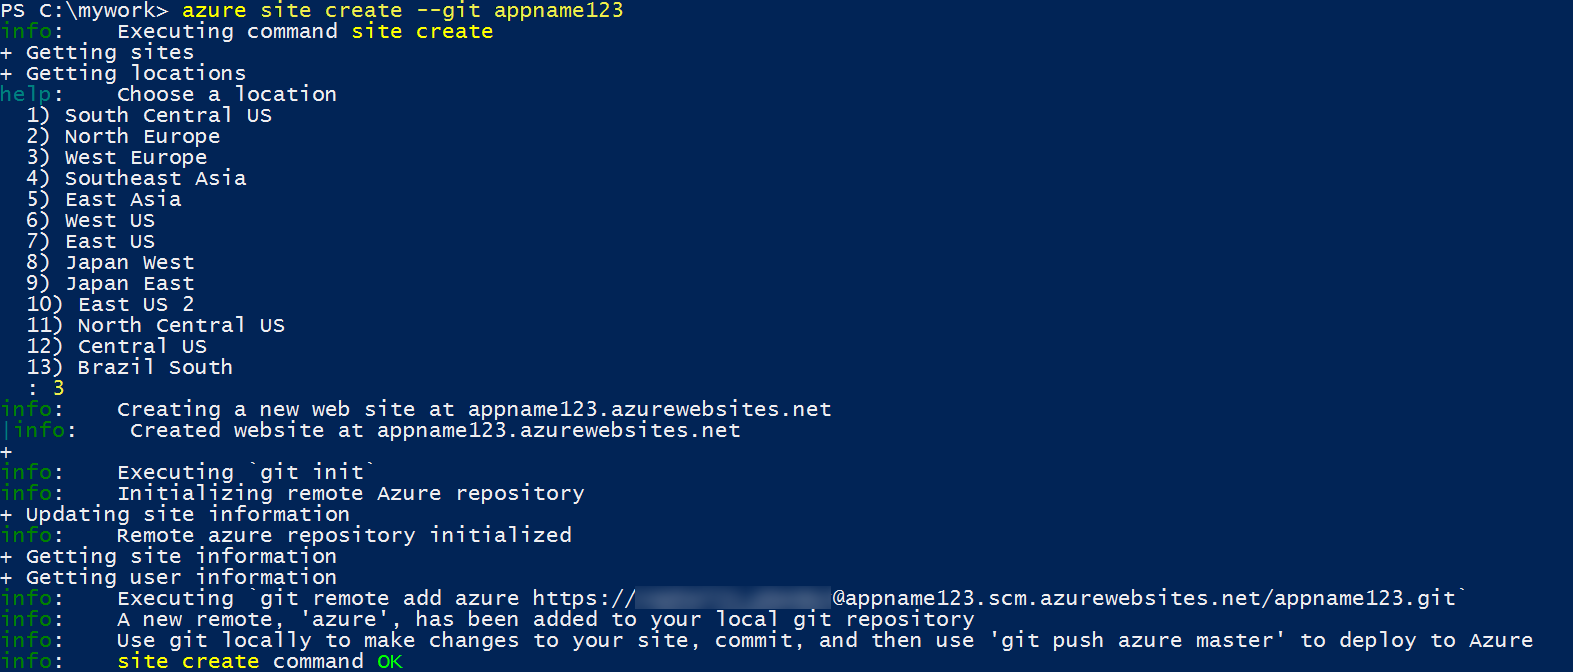 PS C:\mywork> azure site create --git appname123
info:    Executing command site create
+ Getting sites
+ Getting locations
help:    Choose a location
  1) South Central US
  2) North Europe
  3) West Europe
  4) Southeast Asia
  5) East Asia
  6) West US
  7) East US
  8) Japan West
  9) Japan East
  10) East US 2
  11) North Central US
  12) Central US
  13) Brazil South
  : 3
info:    Creating a new web site at appname123.azurewebsites.net
|info:    Created website at appname123.azurewebsites.net
+
info:    Executing `git init`
info:    Initializing remote Azure repository
+ Updating site information
info:    Remote azure repository initialized
+ Getting site information
+ Getting user information
info:    Executing `git remote add azure https://@appname123.scm.azurewebsites.net/appname123.git`
info:    A new remote, 'azure', has been added to your local git repository
info:    Use git locally to make changes to your site, commit, and then use 'git push azure master' to deploy to Azure
info:    site create command OK